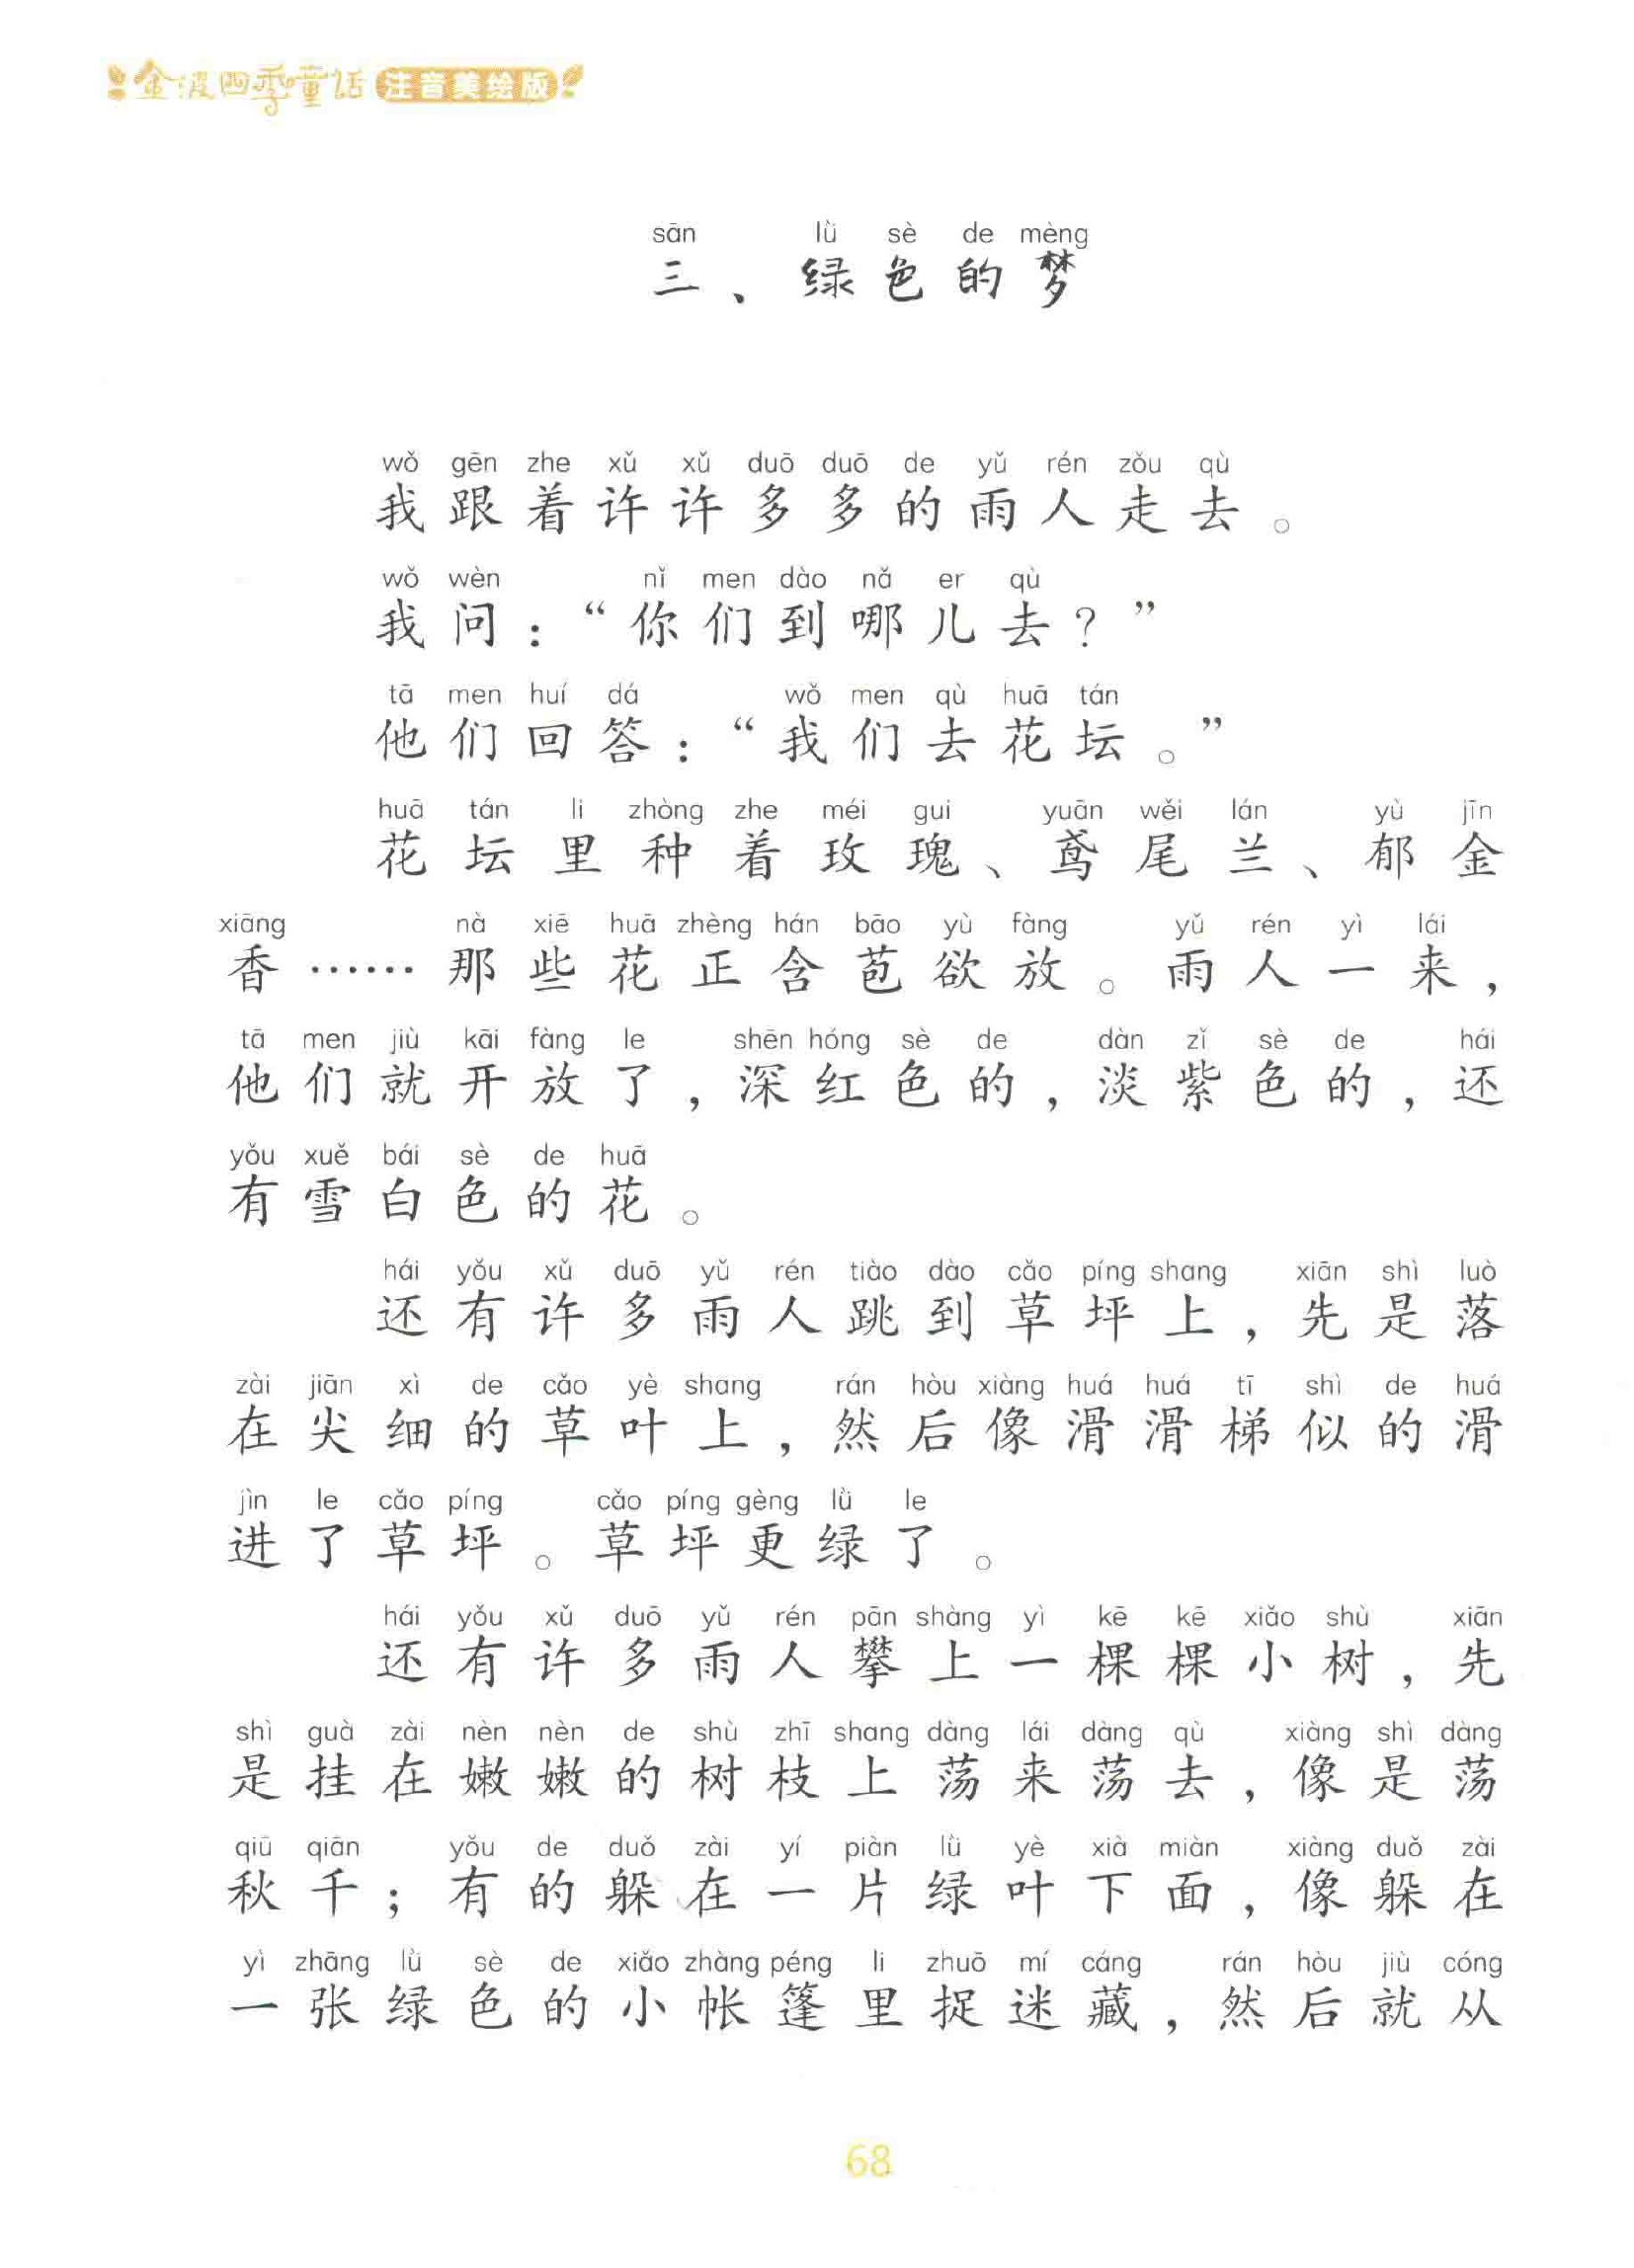 金波四季童话 注音美绘版
sān lǜ sè de mèng
三、绿色的梦
wǒ gēn zhe xǔ xǔ duō duō de yǔ rén zǒu qù
我跟着许许多多的雨人走去。
wǒ wèn nǐ men dào nǎ er qù
我问：“你们到哪儿去？”
tā men huí dá wǒ men qù huā tán
他们回答：“我们去花坛。”
huā tán li zhòng zhe méi gui yuān wěi lán yù jīn
花坛里种着玫瑰、鸢尾兰、郁金
xiāng nà xiē huā zhèng hán bāo yù fàng yǔ rén yì lái
香……那些花正含苞欲放。雨人一来，
tā men jiù kāi fàng le shēn hóng sè de dàn zǐ sè de hái
他们就开放了，深红色的，淡紫色的，还
yǒu xuě bái sè de huā
有雪白色的花。
hái yǒu xǔ duō yǔ rén tiào dào cǎo píng shang xiān shì luò
还有许多雨人跳到草坪上，先是落
zài jiān xì de cǎo yè shang rán hòu xiàng huá huá tī shì de huá
在尖细的草叶上，然后像滑滑梯似的滑
jìn le cǎo píng cǎo píng gèng lǜ le
进了草坪。草坪更绿了。
hái yǒu xǔ duō yǔ rén pān shàng yì kē kē xiǎo shù xiān
还有许多雨人攀上一棵棵小树，先
shì guà zài nèn nèn de shù zhī shang dàng lái dàng qù xiàng shì dàng
是挂在嫩嫩的树枝上荡来荡去，像是荡
qiū qiān yǒu de duǒ zài yí piàn lǜ yè xià miàn xiàng duǒ zài
秋千；有的躲在一片绿叶下面，像躲在
yì zhāng lǜ sè de xiǎo zhàng péng li zhuō mí cáng rán hòu jiù cóng
一张绿色的小帐篷里捉迷藏，然后就从
68